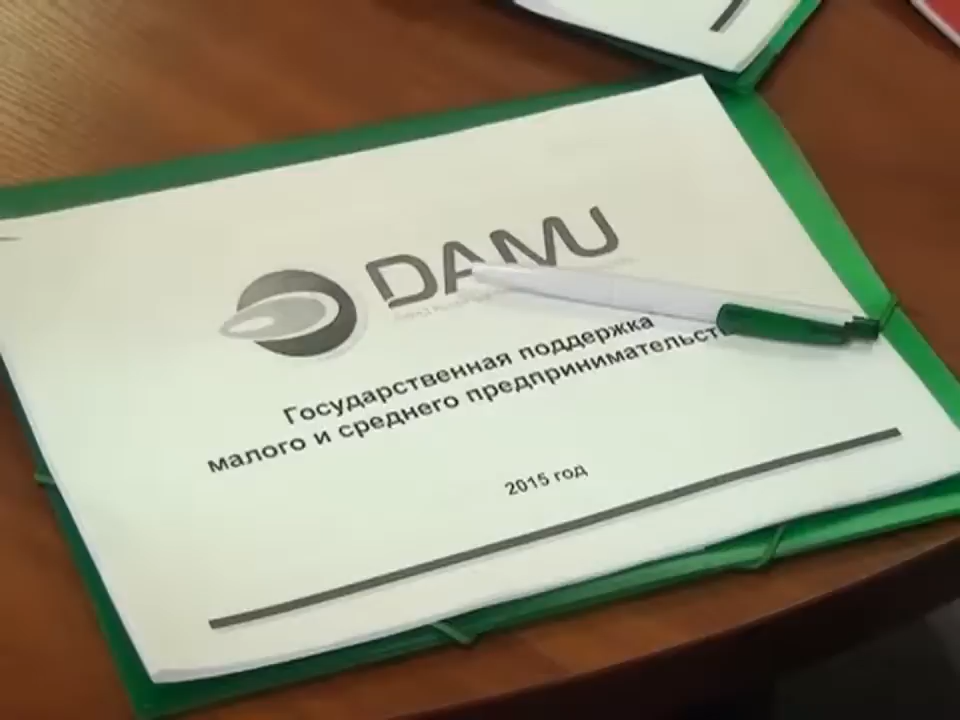 DAMU
Государственная поддержка
малого и среднего предпринимательст
2015 год